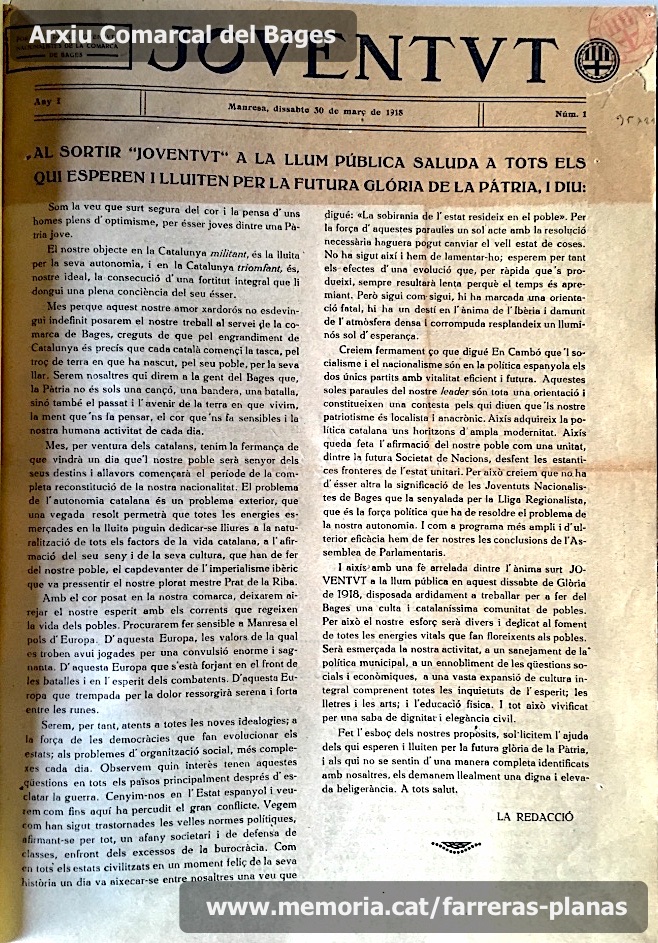 Arxiu Comarcal del Bages
NACIONALISTES DE LA COMARCA
DE BAGES
JOVENTVT
Any I
Manresa, dissabte 30 de març de 1918
Núm. 1
AL SORTIR "JOVENTVT" A LA LLUM PÚBLICA SALUDA A TOTS ELS
QUI ESPEREN I LLUITEN PER LA FUTURA GLÓRIA DE LA PÁTRIA, I DIU:
Som la veu que surt segura del cor i la pensa d'uns
homes plens d'optimisme, per ésser joves dintre una Pà-
tria jove.
El nostre objecte en la Catalunya militant, és la lluita
per la seva autonomia, i en la Catalunya triomfant, és,
nostre ideal, la consecució d'una fortitut integral que li
dongui una plena conciència del seu ésser.
Mes perque aquest nostre amor xardorós no esdevin-
gui indefinit posarem el nostre treball al servei de la co-
marca de Bages, creguts de que pel engrandiment de
Catalunya és precís que cada català comenci la tasca, pel
troç de terra en que ha nascut, pel seu poble, per la seva
llar. Serem nosaltres qui direm a la gent del Bages que,
la Pàtria no és sols una cançó, una bandera, una batalla,
sinó també el passat i l'avenir de la terra en que vivim,
la ment que'ns fa pensar, el cor que'ns fa sensibles i la
nostra humana activitat de cada dia.
Mes, per ventura dels catalans, tenim la fermança de
que vindrà un dia que'l nostre poble serà senyor dels
seus destins i allavors començarà el període de la com-
pleta reconstitució de la nostra nacionalitat. El problema
de l'autonomia catalana és un problema exterior, que
una vegada resolt permetrà que totes les energies es-
merçades en la lluita puguin dedicar-se lliures a la natu-
ralització de tots els factors de la vida catalana, a l'afir-
mació del seu seny i de la seva cultura, que han de fer
del nostre poble, el capdevanter de l'imperialisme ibèric
que va pressentir el nostre plorat mestre Prat de la Riba.
Amb el cor posat en la nostra comarca, deixarem ai-
rejar el nostre esperit amb els corrents que regeixen
la vida dels pobles. Procurarem fer sensible a Manresa el
pols d'Europa. D'aquesta Europa, les valors de la qual
es troben avui jogades per una convulsió enorme i sag-
nanta. D'aquesta Europa que s'està forjant en el front de
les batalles i en l'esperit dels combatents. D'aquesta Eu-
ropa que trempada per la dolor ressorgirà serena i forta
entre les runes.
Serem, per tant, atents a totes les noves idealogies; a
la força de les democràcies que fan evolucionar els
estats; als problemes d'organització social, més comple-
xes cada dia. Observem quin interès tenen aquestes
qüestions en tots els països principalment després d'es-
clatar la guerra. Cenyim-nos en l'Estat espanyol i veu-
rem com fins aquí ha percudit el gran conflicte. Vegem
com han sigut trastornades les velles normes polítiques,
afirmant-se per tot, un afany societari i de defensa de
classes, enfront dels excessos de la burocràcia. Com
en tots els estats civilitzats en un moment feliç de la seva
història un dia va aixecar-se entre nosaltres una veu que
digué: «La sobirania de l'estat resideix en el poble». Per
la força d'aquestes paraules un sol acte amb la resolució
necessària haguera pogut canviar el vell estat de coses.
No ha sigut així i hem de lamentar-ho; esperem per tant
els efectes d'una evolució que, per ràpida que's pro-
dueixi, sempre resultarà lenta perquè el temps és apre-
miant. Però sigui com sigui, hi ha marcada una orienta-
ció fatal, hi ha un destí en l'ànima de l'Ibèria i damunt
de l'atmòsfera densa i corrompuda resplandeix un llumi-
nós sol d'esperança.
Creiem fermament ço que digué En Cambó que'l so-
cialisme i el nacionalisme són en la política espanyola els
dos únics partits amb vitalitat eficient i futura. Aquestes
soles paraules del nostre leader són tota una orientació i
constitueixen una contesta pels qui diuen que'ls nostre
patriotisme és localista i anacrònic. Aixís adquireix la po-
lítica catalana uns horitzons d'ampla modernitat. Aixís
queda feta l'afirmació del nostre poble com una unitat,
dintre la futura Societat de Nacions, desfent les estanti-
ces fronteres de l'estat unitari. Per això creiem que no ha
d'ésser altra la significació de les Joventuts Nacionalis-
tes de Bages que la senyalada per la Lliga Regionalista,
que és la força política que ha de resoldre el problema de
la nostra autonomia. I com a programa més ampli i d'ul-
terior eficàcia hem de fer nostres les conclusions de l'As-
semblea de Parlamentaris.
I aixís amb una fè arrelada dintre l'ànima surt JO-
VENTVT a la llum pública en aquest dissabte de Glòria
de 1918, disposada ardidament a treballar per a fer del
Bages una culta i catalaníssima comunitat de pobles.
Per això el nostre esforç serà divers i dedicat al foment
de totes les energies vitals que fan floreixents als pobles.
Serà esmerçada la nostra activitat, a un sanejament de la
política municipal, a un ennobliment de les qüestions so-
cials i econòmiques, a una vasta expansió de cultura in-
tegral comprenent totes les inquietuts de l'esperit; les
lletres i les arts; i l'educació física. I tot això vivificat
per una saba de dignitat i elegància civil.
Fet l'esboç dels nostres propòsits, sol·licitem l'ajuda
dels qui esperen i lluiten per la futura glòria de la Pàtria,
i als qui no se sentin d'una manera completa identificats
amb nosaltres, els demanem llealment una digna i eleva-
da beligerància. A tots salut.
LA REDACCIÓ
www.memoria.cat/farreras-planas